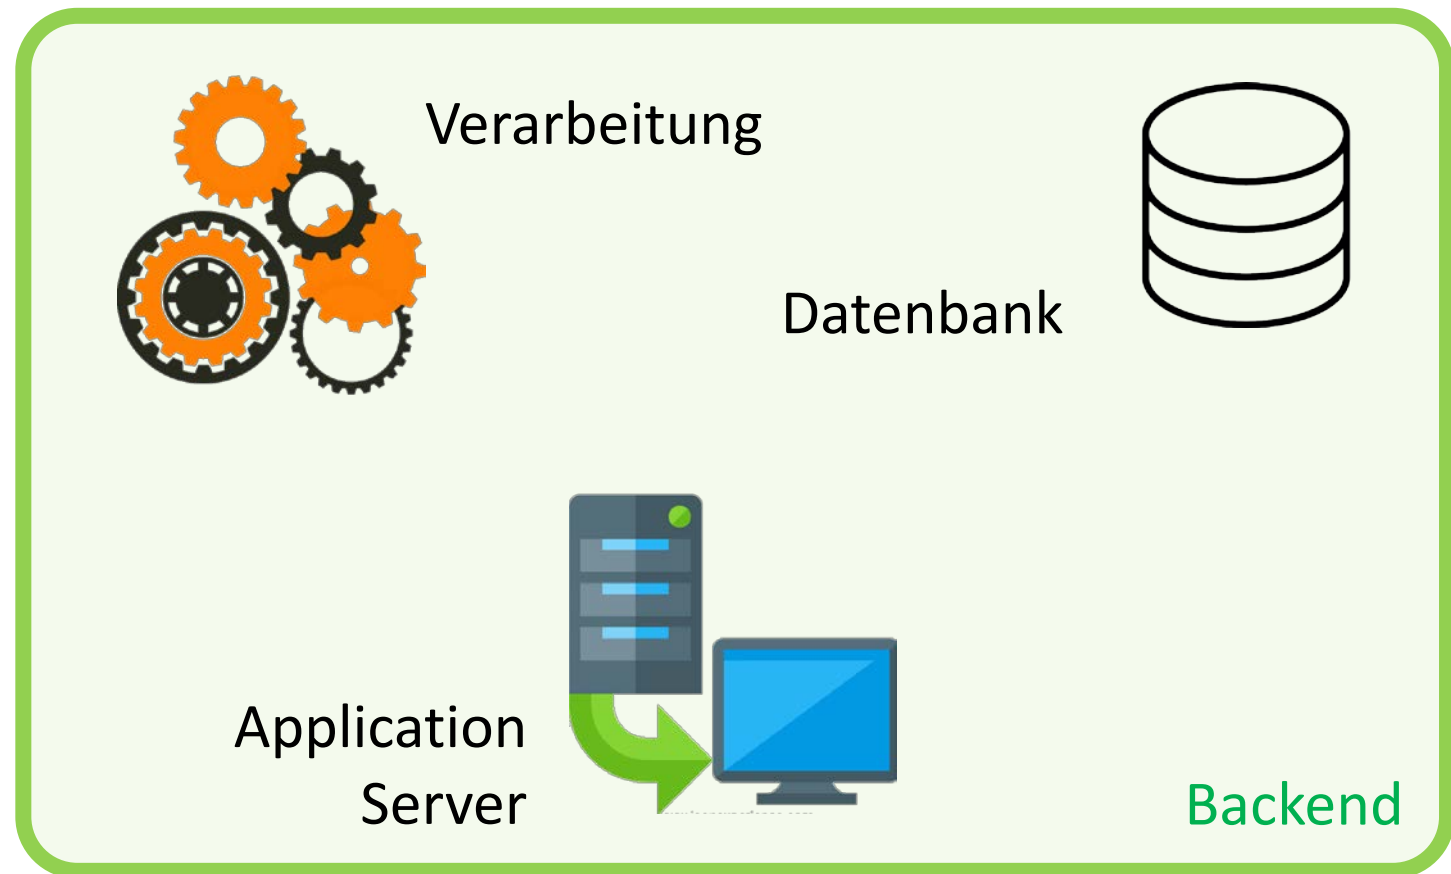 Verarbeitung
Datenbank
Application
Server
Backend